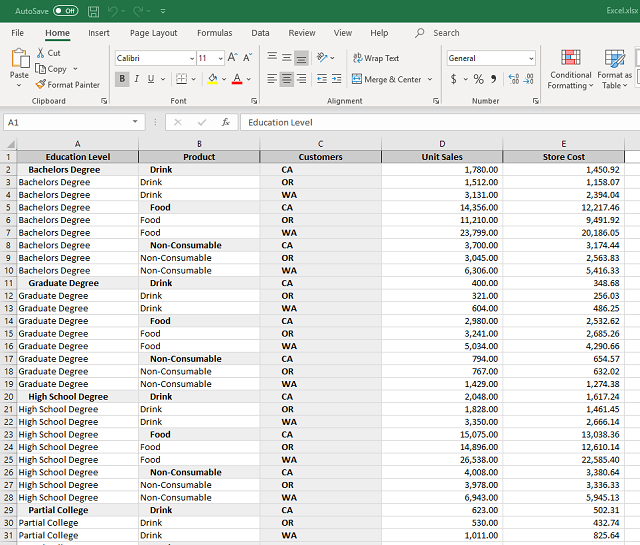 AutoSave Off Excel.xlsx
File Home Insert Page Layout Formulas Data Review View Help Search
Paste Cut Copy Format Painter Clipboard
Calibri 11 A A B I U A Font
ab Wrap Text Merge & Center Alignment
General $ % , Number
Conditional Formatting Format as Table
A1 fx Education Level
A B C D E
1 Education Level Product Customers Unit Sales Store Cost
2 Bachelors Degree Drink CA 1,780.00 1,450.92
3 Bachelors Degree Drink OR 1,512.00 1,158.07
4 Bachelors Degree Drink WA 3,131.00 2,394.04
5 Bachelors Degree Food CA 14,356.00 12,217.46
6 Bachelors Degree Food OR 11,210.00 9,491.92
7 Bachelors Degree Food WA 23,799.00 20,186.05
8 Bachelors Degree Non-Consumable CA 3,700.00 3,174.44
9 Bachelors Degree Non-Consumable OR 3,045.00 2,563.83
10 Bachelors Degree Non-Consumable WA 6,306.00 5,416.33
11 Graduate Degree Drink CA 400.00 348.68
12 Graduate Degree Drink OR 321.00 256.03
13 Graduate Degree Drink WA 604.00 486.25
14 Graduate Degree Food CA 2,980.00 2,532.62
15 Graduate Degree Food OR 3,241.00 2,685.26
16 Graduate Degree Food WA 5,034.00 4,290.66
17 Graduate Degree Non-Consumable CA 794.00 654.57
18 Graduate Degree Non-Consumable OR 767.00 632.02
19 Graduate Degree Non-Consumable WA 1,429.00 1,274.38
20 High School Degree Drink CA 2,048.00 1,617.24
21 High School Degree Drink OR 1,828.00 1,461.45
22 High School Degree Drink WA 3,350.00 2,666.14
23 High School Degree Food CA 15,075.00 13,038.36
24 High School Degree Food OR 14,896.00 12,610.14
25 High School Degree Food WA 26,538.00 22,585.40
26 High School Degree Non-Consumable CA 4,008.00 3,380.64
27 High School Degree Non-Consumable OR 3,978.00 3,336.33
28 High School Degree Non-Consumable WA 6,943.00 5,945.13
29 Partial College Drink CA 623.00 502.31
30 Partial College Drink OR 530.00 432.74
31 Partial College Drink WA 1,011.00 825.64